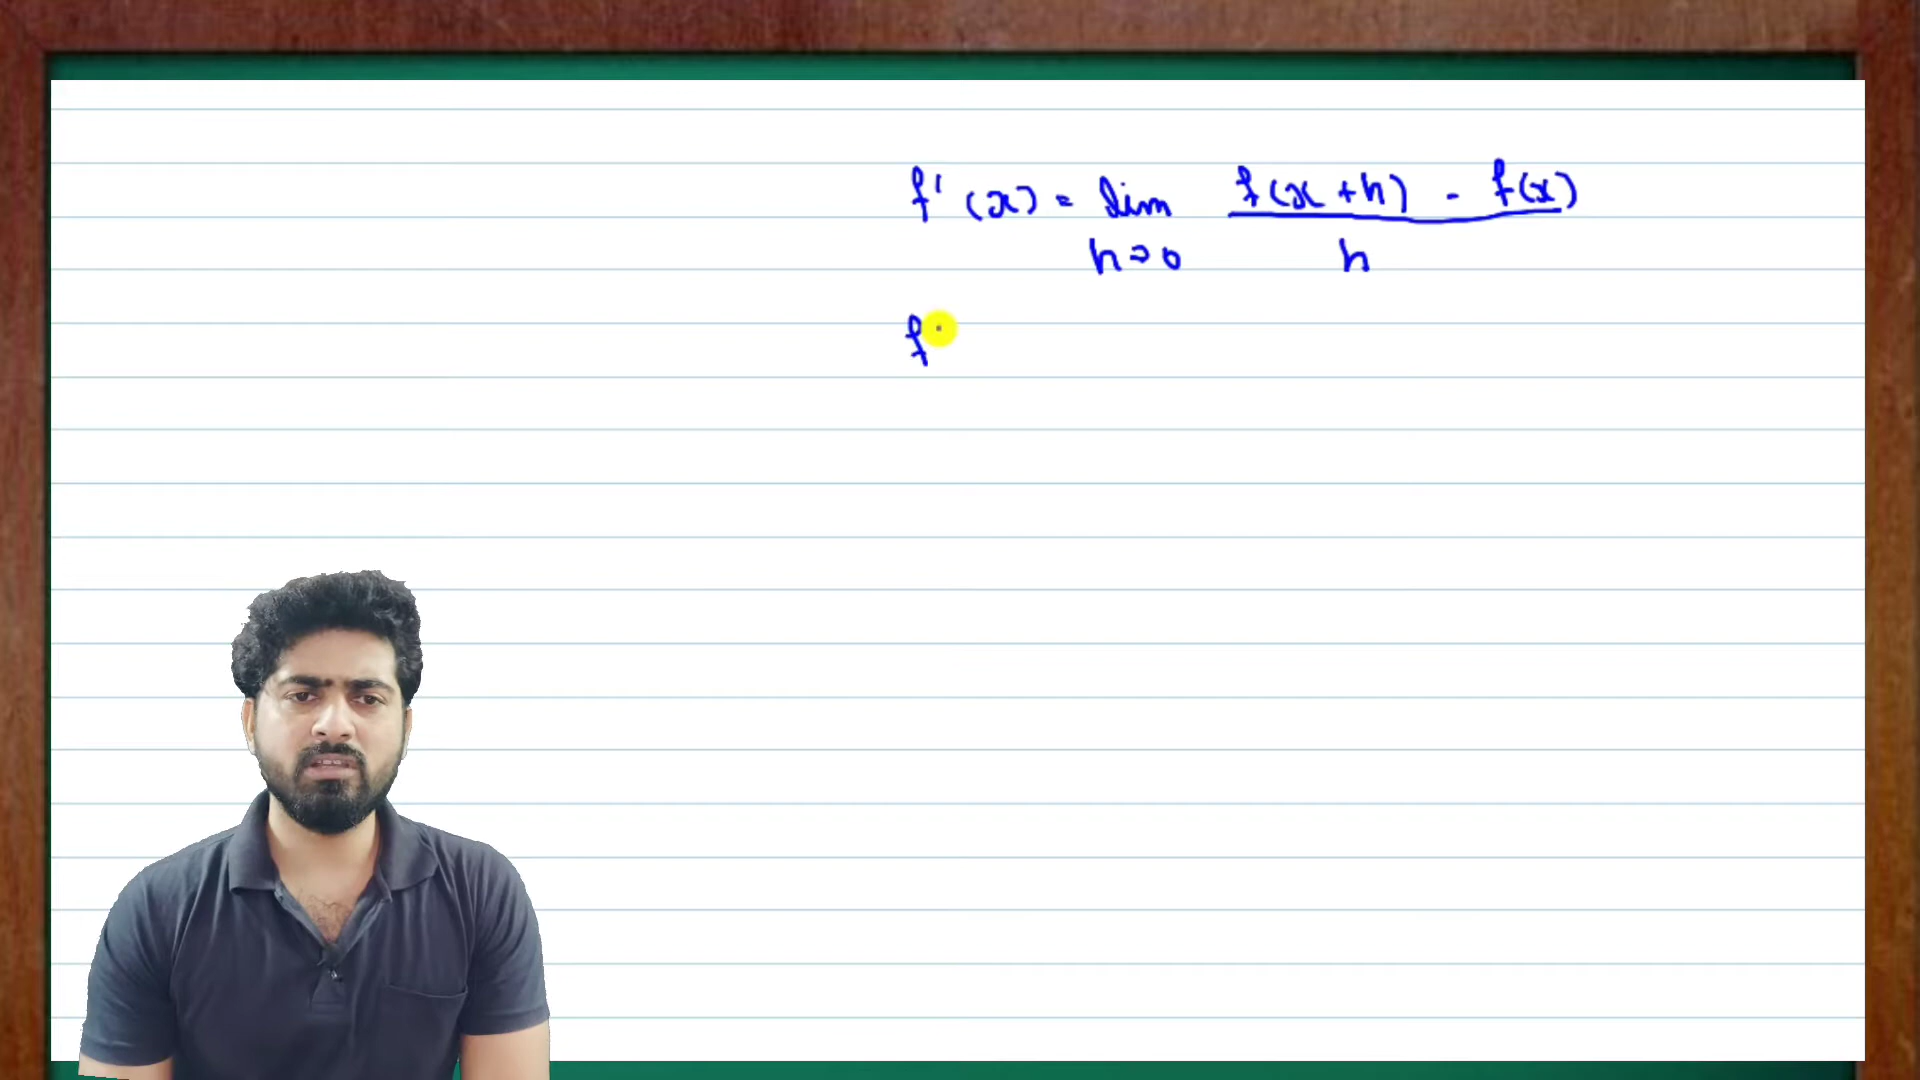 f'(x) = lim f(x+h) - f(x)
h→0 h
f